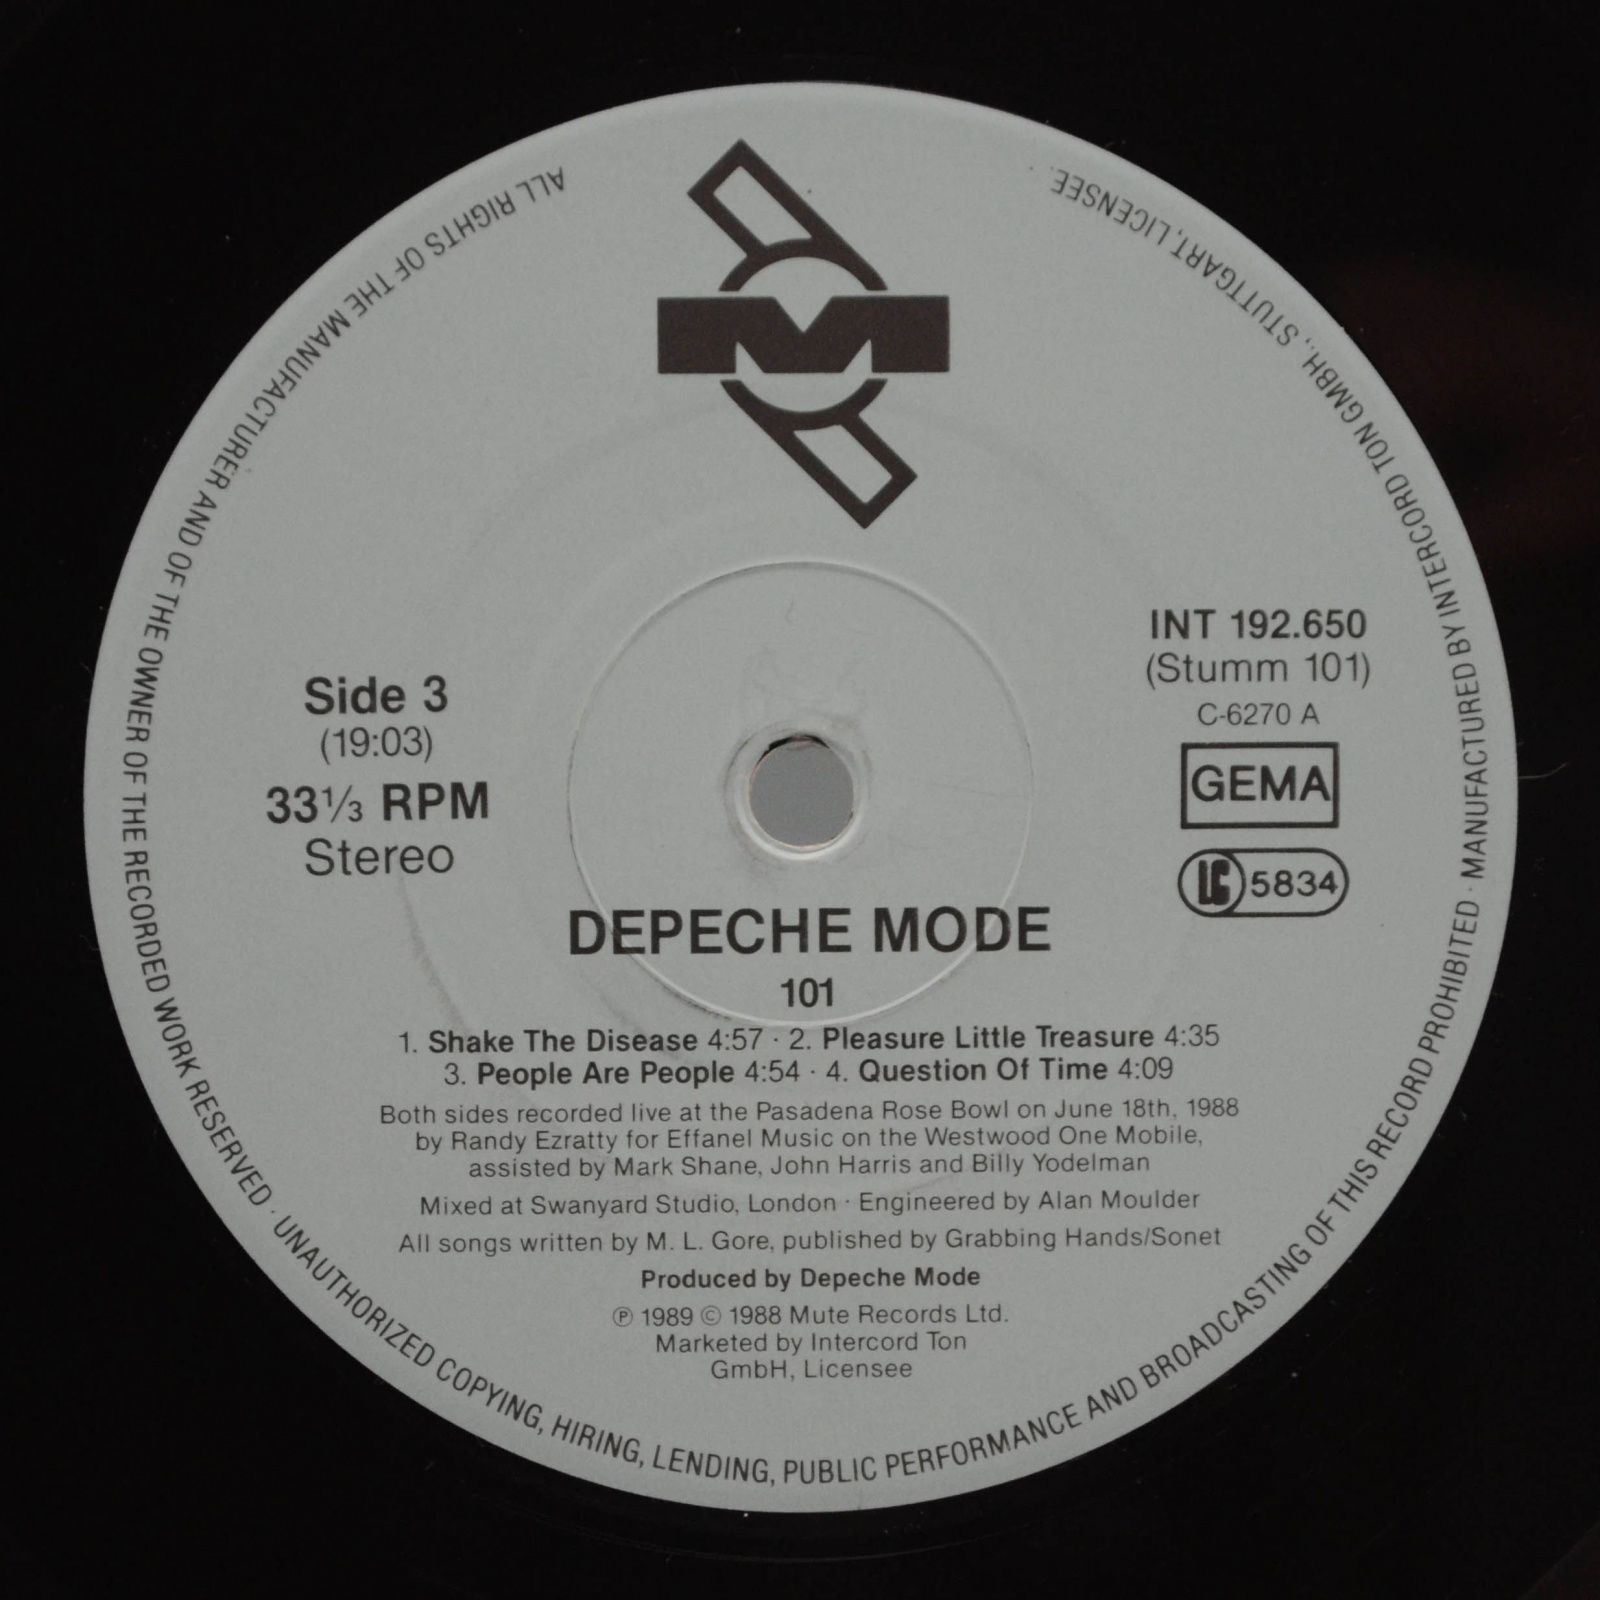 M
INT 192.650
(Stumm 101)
C-6270 A
GEMA
LC 5834
Side 3
(19:03)
33⅓ RPM
Stereo
DEPECHE MODE
101
1. Shake The Disease 4:57 · 2. Pleasure Little Treasure 4:35
3. People Are People 4:54 · 4. Question Of Time 4:09
Both sides recorded live at the Pasadena Rose Bowl on June 18th, 1988
by Randy Ezratty for Effanel Music on the Westwood One Mobile,
assisted by Mark Shane, John Harris and Billy Yodelman
Mixed at Swanyard Studio, London · Engineered by Alan Moulder
All songs written by M. L. Gore, published by Grabbing Hands/Sonet
Produced by Depeche Mode
℗ 1989 © 1988 Mute Records Ltd.
Marketed by Intercord Ton
GmbH, Licensee
ALL RIGHTS OF THE MANUFACTURER AND OF THE OWNER OF THE RECORDED WORK RESERVED · UNAUTHORIZED COPYING, HIRING, LENDING, PUBLIC PERFORMANCE AND BROADCASTING OF THIS RECORD PROHIBITED · MANUFACTURED BY INTERCORD TON GMBH., STUTTGART, LICENSEE.